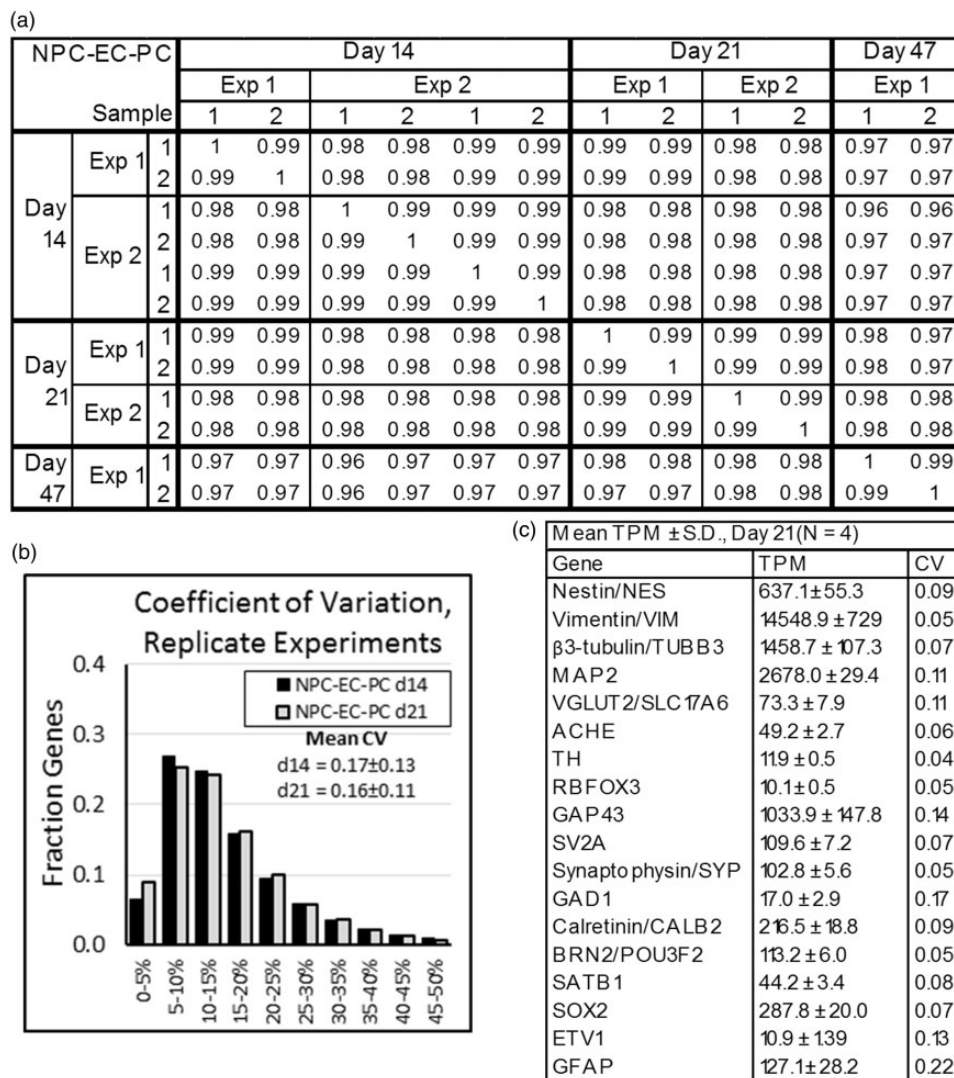 (a)
NPC-EC-PC Day 14 Day 21 Day 47
Exp 1 Exp 2 Exp 1 Exp 2 Exp 1
Sample 1 2 1 2 1 2 1 2 1 2 1 2
Day 14 Exp 1 1 1 0.99 0.98 0.98 0.99 0.99 0.99 0.99 0.98 0.98 0.97 0.97
2 0.99 1 0.98 0.98 0.99 0.99 0.99 0.99 0.98 0.98 0.97 0.97
Exp 2 1 0.98 0.98 1 0.99 0.99 0.99 0.98 0.98 0.98 0.98 0.96 0.96
2 0.98 0.98 0.99 1 0.99 0.99 0.98 0.98 0.98 0.98 0.97 0.97
1 0.99 0.99 0.99 0.99 1 0.99 0.98 0.98 0.98 0.98 0.97 0.97
2 0.99 0.99 0.99 0.99 0.99 1 0.98 0.98 0.98 0.98 0.97 0.97
Day 21 Exp 1 1 0.99 0.99 0.98 0.98 0.98 0.98 1 0.99 0.99 0.99 0.98 0.97
2 0.99 0.99 0.98 0.98 0.98 0.98 0.99 1 0.99 0.99 0.98 0.97
Exp 2 1 0.98 0.98 0.98 0.98 0.98 0.98 0.99 0.99 1 0.99 0.98 0.98
2 0.98 0.98 0.98 0.98 0.98 0.98 0.99 0.99 0.99 1 0.98 0.98
Day 47 Exp 1 1 0.97 0.97 0.96 0.97 0.97 0.97 0.98 0.98 0.98 0.98 1 0.99
2 0.97 0.97 0.96 0.97 0.97 0.97 0.97 0.97 0.98 0.98 0.99 1
(b)
Coefficient of Variation,
Replicate Experiments
NPC-EC-PC d14
NPC-EC-PC d21
Mean CV
d14 = 0.17±0.13
d21 = 0.16±0.11
Fraction Genes
0.4
0.3
0.2
0.1
0.0
0-5%
5-10%
10-15%
15-20%
20-25%
25-30%
30-35%
35-40%
40-45%
45-50%
(c)
Mean TPM ± S.D., Day 21(N = 4)
Gene TPM CV
Nestin/NES 637.1±55.3 0.09
Vimentin/VIM 14548.9 ±729 0.05
β3-tubulin/TUBB3 1458.7 ±107.3 0.07
MAP2 2678.0 ±29.4 0.11
VGLUT2/SLC17A6 73.3 ±7.9 0.11
ACHE 49.2 ±2.7 0.06
TH 11.9 ±0.5 0.04
RBFOX3 10.1±0.5 0.05
GAP43 1033.9 ±147.8 0.14
SV2A 109.6 ±7.2 0.07
Synaptophysin/SYP 102.8 ±5.6 0.05
GAD1 17.0 ±2.9 0.17
Calretinin/CALB2 216.5 ±18.8 0.09
BRN2/POU3F2 113.2 ±6.0 0.05
SATB1 44.2 ±3.4 0.08
SOX2 287.8 ±20.0 0.07
ETV1 10.9 ±1.39 0.13
GFAP 127.1±28.2 0.22